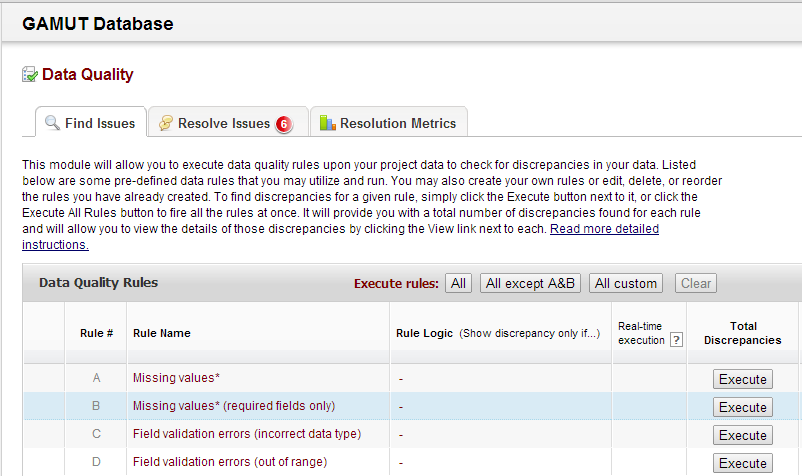 GAMUT Database
Data Quality
Find Issues Resolve Issues 6 Resolution Metrics
This module will allow you to execute data quality rules upon your project data to check for discrepancies in your data. Listed
below are some pre-defined data rules that you may utilize and run. You may also create your own rules or edit, delete, or reorder
the rules you have already created. To find discrepancies for a given rule, simply click the Execute button next to it, or click the
Execute All Rules button to fire all the rules at once. It will provide you with a total number of discrepancies found for each rule
and will allow you to view the details of those discrepancies by clicking the View link next to each. Read more detailed
instructions.
Data Quality Rules Execute rules: All All except A&B All custom Clear
Rule # Rule Name Rule Logic (Show discrepancy only if...) Real-time execution ? Total Discrepancies
A Missing values* - Execute
B Missing values* (required fields only) - Execute
C Field validation errors (incorrect data type) - Execute
D Field validation errors (out of range) - Execute